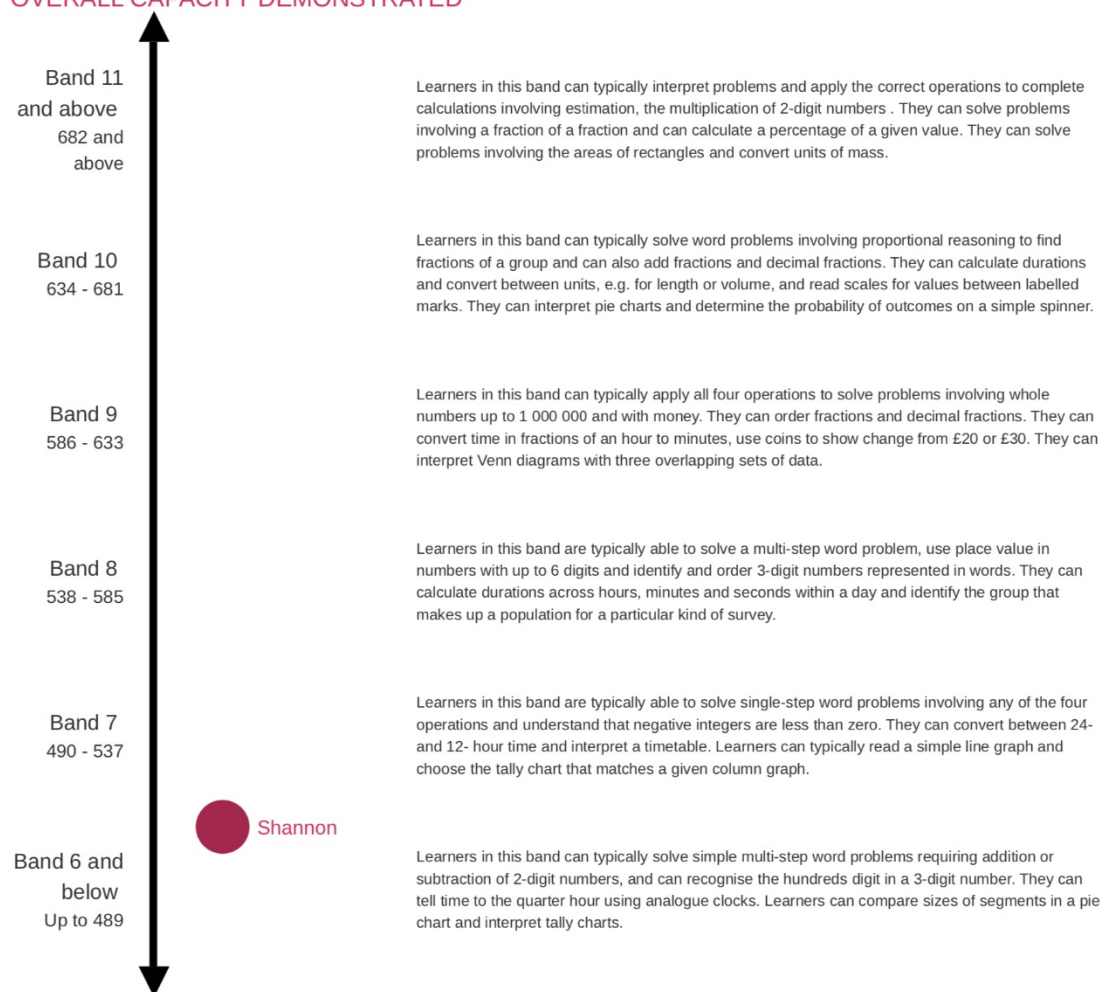 OVERALL CAPACITY DEMONSTRATED
Band 11
and above
682 and
above
Learners in this band can typically interpret problems and apply the correct operations to complete
calculations involving estimation, the multiplication of 2-digit numbers . They can solve problems
involving a fraction of a fraction and can calculate a percentage of a given value. They can solve
problems involving the areas of rectangles and convert units of mass.
Band 10
634 - 681
Learners in this band can typically solve word problems involving proportional reasoning to find
fractions of a group and can also add fractions and decimal fractions. They can calculate durations
and convert between units, e.g. for length or volume, and read scales for values between labelled
marks. They can interpret pie charts and determine the probability of outcomes on a simple spinner.
Band 9
586 - 633
Learners in this band can typically apply all four operations to solve problems involving whole
numbers up to 1 000 000 and with money. They can order fractions and decimal fractions. They can
convert time in fractions of an hour to minutes, use coins to show change from £20 or £30. They can
interpret Venn diagrams with three overlapping sets of data.
Band 8
538 - 585
Learners in this band are typically able to solve a multi-step word problem, use place value in
numbers with up to 6 digits and identify and order 3-digit numbers represented in words. They can
calculate durations across hours, minutes and seconds within a day and identify the group that
makes up a population for a particular kind of survey.
Band 7
490 - 537
Learners in this band are typically able to solve single-step word problems involving any of the four
operations and understand that negative integers are less than zero. They can convert between 24-
and 12- hour time and interpret a timetable. Learners can typically read a simple line graph and
choose the tally chart that matches a given column graph.
Shannon
Band 6 and
below
Up to 489
Learners in this band can typically solve simple multi-step word problems requiring addition or
subtraction of 2-digit numbers, and can recognise the hundreds digit in a 3-digit number. They can
tell time to the quarter hour using analogue clocks. Learners can compare sizes of segments in a pie
chart and interpret tally charts.